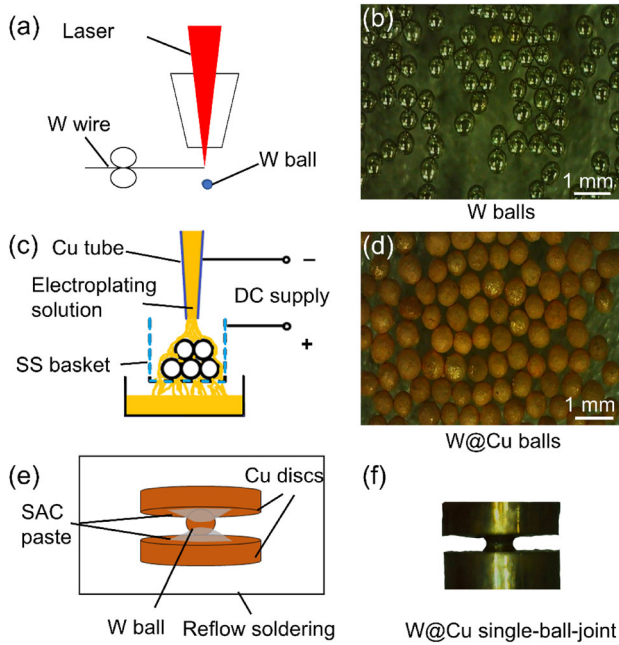 (a)
Laser
W wire
W ball
(b)
1 mm
W balls
(c)
Cu tube
Electroplating
solution
SS basket
–
DC supply
+
(d)
1 mm
W@Cu balls
(e)
Cu discs
SAC
paste
W ball
Reflow soldering
(f)
W@Cu single-ball-joint